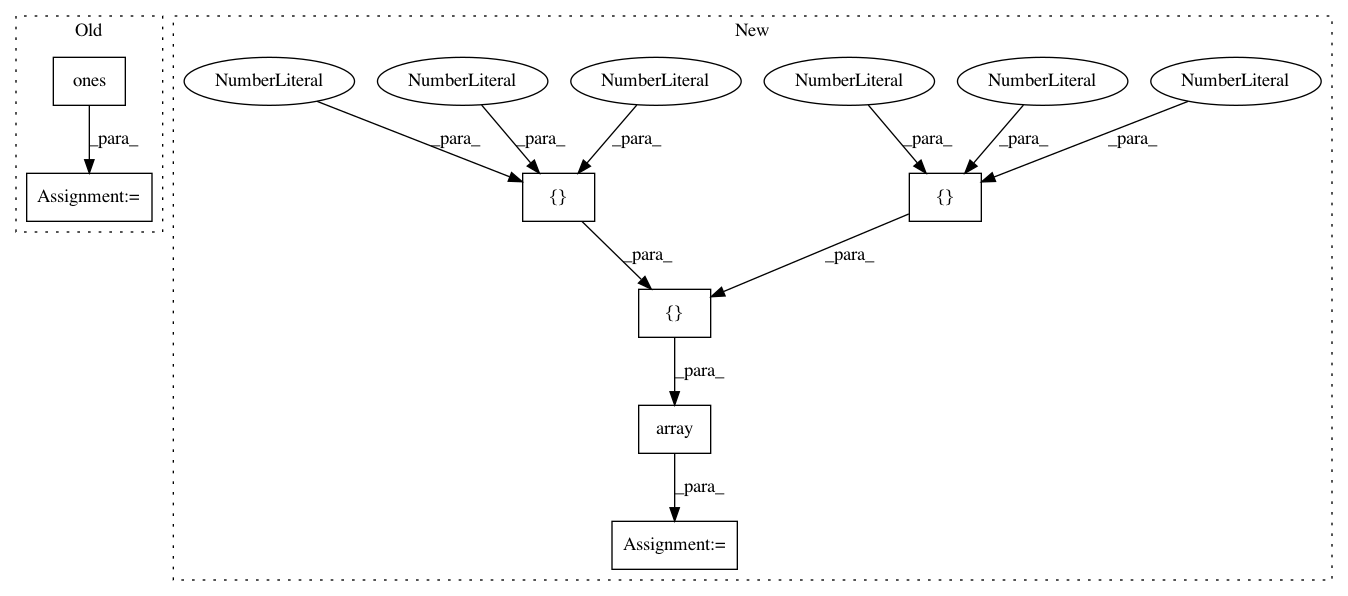 Old
New
ones
NumberLiteral
NumberLiteral
NumberLiteral
NumberLiteral
NumberLiteral
NumberLiteral
_para_
_para_
_para_
_para_
_para_
_para_
_para_
Assignment:=
{}
{}
_para_
_para_
{}
_para_
array
_para_
Assignment:=